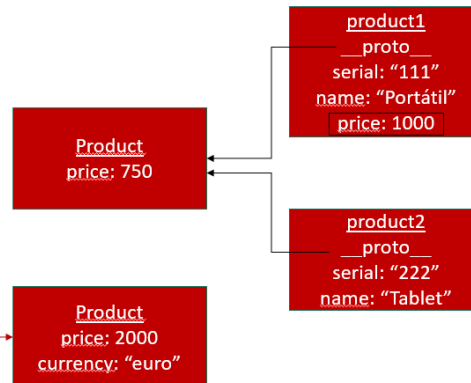 product1
__proto__
serial: “111”
name: “Portátil”
price: 1000
Product
price: 750
product2
__proto__
serial: “222”
name: “Tablet”
Product
price: 2000
currency: “euro”